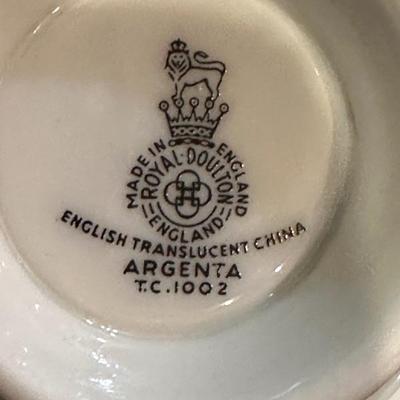 MADE IN ENGLAND
ROYAL·DOULTON
ENGLAND
ENGLISH TRANSLUCENT CHINA
ARGENTA
T.C.1002